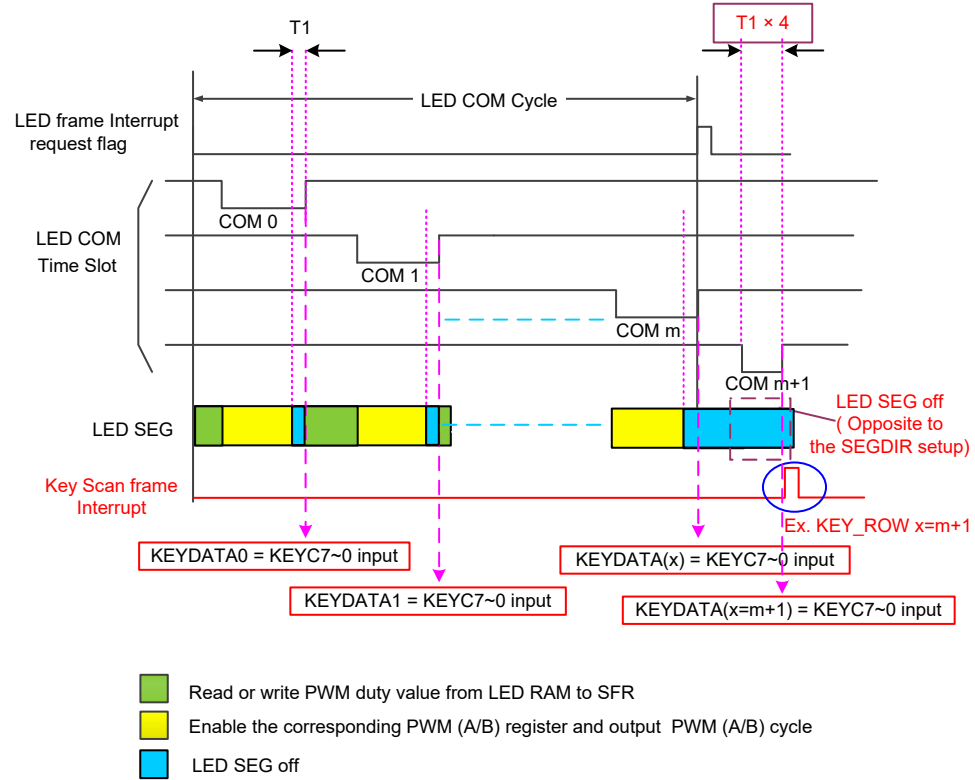 T1
T1 × 4
LED COM Cycle
LED frame Interrupt
request flag
COM 0
LED COM
Time Slot
COM 1
COM m
COM m+1
LED SEG
LED SEG off
( Opposite to
the SEGDIR setup)
Key Scan frame
Interrupt
Ex. KEY_ROW x=m+1
KEYDATA0 = KEYC7~0 input
KEYDATA(x) = KEYC7~0 input
KEYDATA1 = KEYC7~0 input
KEYDATA(x=m+1) = KEYC7~0 input
Read or write PWM duty value from LED RAM to SFR
Enable the corresponding PWM (A/B) register and output PWM (A/B) cycle
LED SEG off